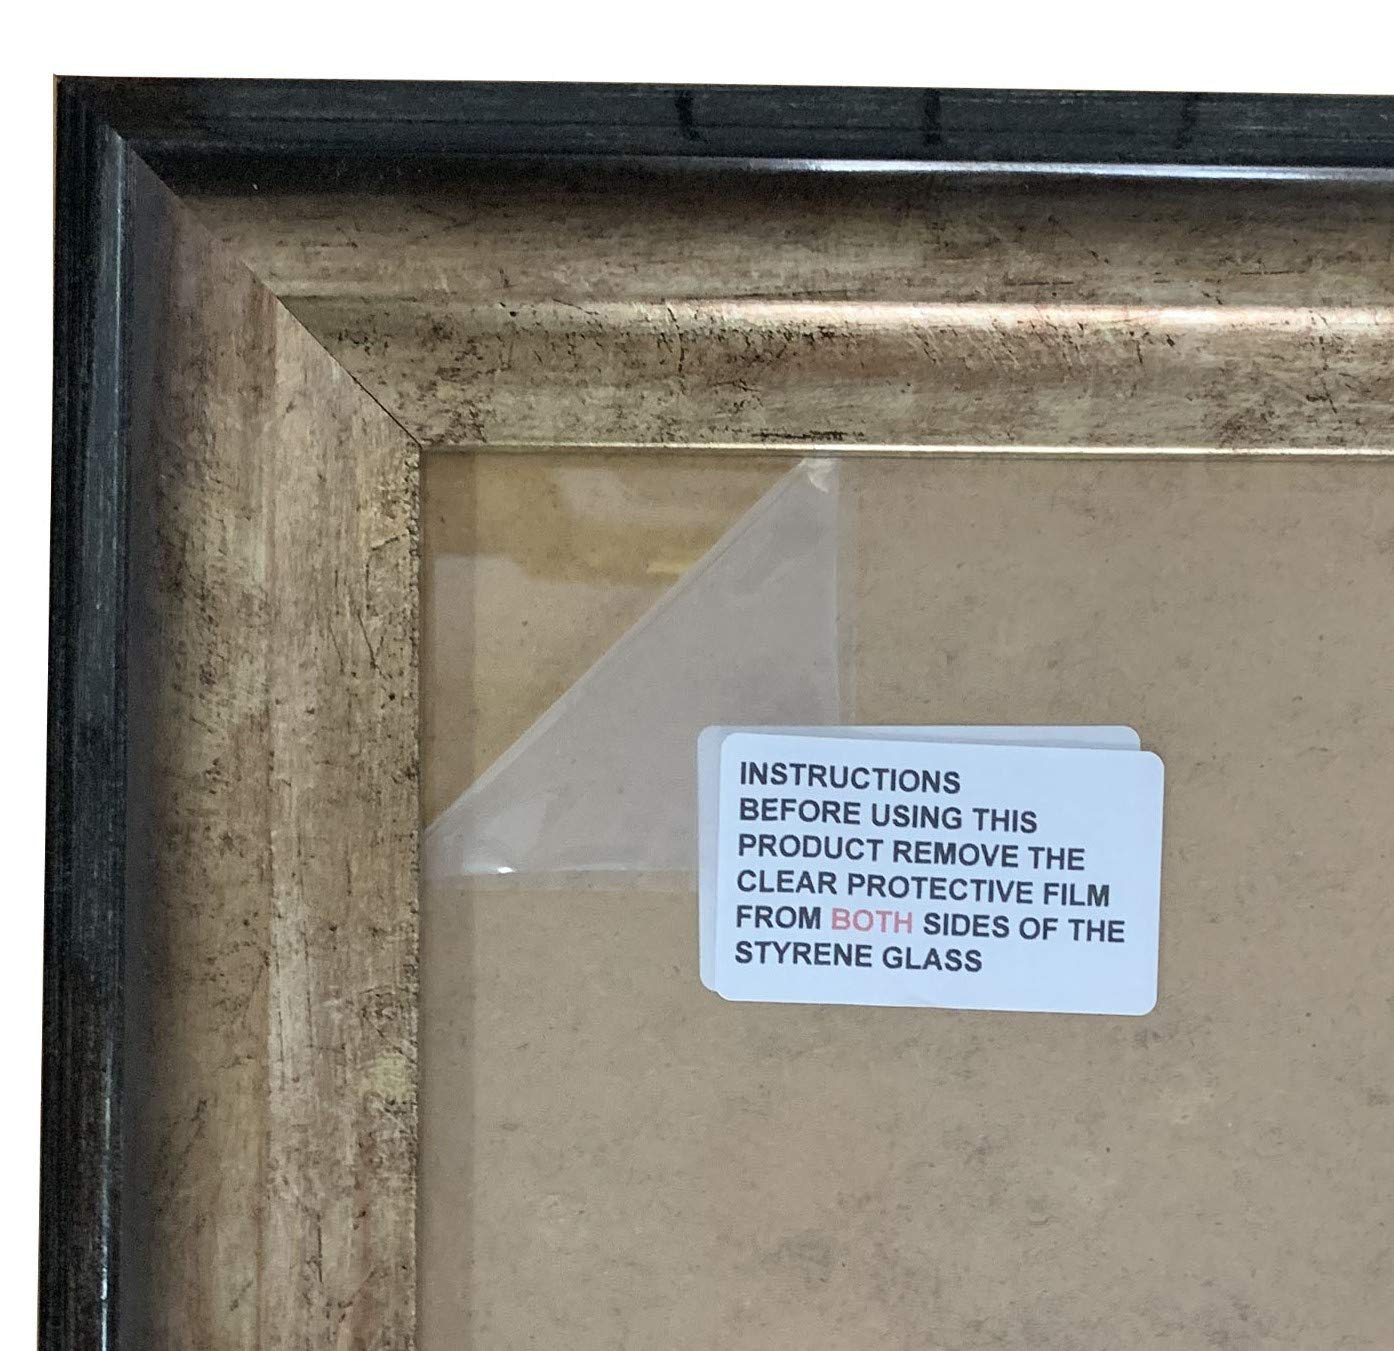 INSTRUCTIONS
BEFORE USING THIS
PRODUCT REMOVE THE
CLEAR PROTECTIVE FILM
FROM BOTH SIDES OF THE
STYRENE GLASS